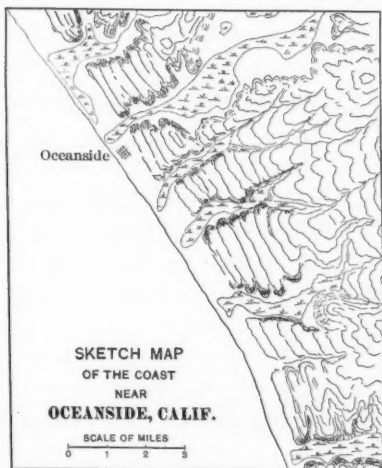 Oceanside
SKETCH MAP
OF THE COAST
NEAR
OCEANSIDE, CALIF.
SCALE OF MILES
0 1 2 3